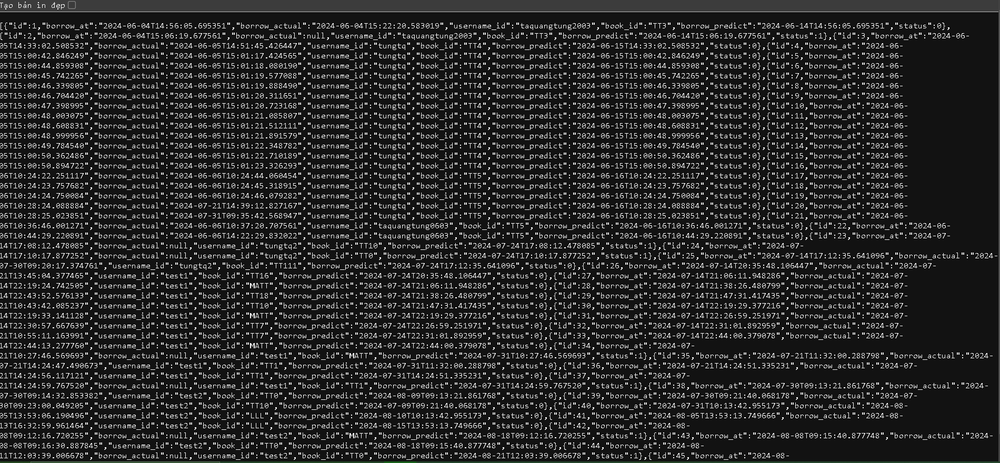 Tạo bản in đẹp
[{"id":1,"borrow_at":"2024-06-04T14:56:05.695351","borrow_actual":"2024-06-04T15:22:20.583019","username_id":"taquangtung2003","book_id":"TT3","borrow_predict":"2024-06-14T14:56:05.695351","status":0},
{"id":2,"borrow_at":"2024-06-04T15:06:19.677561","borrow_actual":null,"username_id":"taquangtung2003","book_id":"TT3","borrow_predict":"2024-06-14T15:06:19.677561","status":1},{"id":3,"borrow_at":"2024-06-
05T14:33:02.508532","borrow_actual":"2024-06-05T14:51:45.426447","username_id":"tungtq","book_id":"TT4","borrow_predict":"2024-06-15T14:33:02.508532","status":0},{"id":4,"borrow_at":"2024-06-
05T15:00:42.846249","borrow_actual":"2024-06-05T15:01:17.424565","username_id":"tungtq","book_id":"TT4","borrow_predict":"2024-06-15T15:00:42.846249","status":0},{"id":5,"borrow_at":"2024-06-
05T15:00:44.859308","borrow_actual":"2024-06-05T15:01:18.080190","username_id":"tungtq","book_id":"TT4","borrow_predict":"2024-06-15T15:00:44.859308","status":0},{"id":6,"borrow_at":"2024-06-
05T15:00:45.742265","borrow_actual":"2024-06-05T15:01:19.577088","username_id":"tungtq","book_id":"TT4","borrow_predict":"2024-06-15T15:00:45.742265","status":0},{"id":7,"borrow_at":"2024-06-
05T15:00:46.339805","borrow_actual":"2024-06-05T15:01:19.888490","username_id":"tungtq","book_id":"TT4","borrow_predict":"2024-06-15T15:00:46.339805","status":0},{"id":8,"borrow_at":"2024-06-
05T15:00:46.704420","borrow_actual":"2024-06-05T15:01:20.311651","username_id":"tungtq","book_id":"TT4","borrow_predict":"2024-06-15T15:00:46.704420","status":0},{"id":9,"borrow_at":"2024-06-
05T15:00:47.398995","borrow_actual":"2024-06-05T15:01:20.723168","username_id":"tungtq","book_id":"TT4","borrow_predict":"2024-06-15T15:00:47.398995","status":0},{"id":10,"borrow_at":"2024-06-
05T15:00:48.003075","borrow_actual":"2024-06-05T15:01:21.085807","username_id":"tungtq","book_id":"TT4","borrow_predict":"2024-06-15T15:00:48.003075","status":0},{"id":11,"borrow_at":"2024-06-
05T15:00:48.608831","borrow_actual":"2024-06-05T15:01:21.512111","username_id":"tungtq","book_id":"TT4","borrow_predict":"2024-06-15T15:00:48.608831","status":0},{"id":12,"borrow_at":"2024-06-
05T15:00:48.999956","borrow_actual":"2024-06-05T15:01:21.891579","username_id":"tungtq","book_id":"TT4","borrow_predict":"2024-06-15T15:00:48.999956","status":0},{"id":13,"borrow_at":"2024-06-
05T15:00:49.784540","borrow_actual":"2024-06-05T15:01:22.348782","username_id":"tungtq","book_id":"TT4","borrow_predict":"2024-06-15T15:00:49.784540","status":0},{"id":14,"borrow_at":"2024-06-
05T15:00:50.362486","borrow_actual":"2024-06-05T15:01:22.710189","username_id":"tungtq","book_id":"TT4","borrow_predict":"2024-06-15T15:00:50.362486","status":0},{"id":15,"borrow_at":"2024-06-
05T15:00:50.894722","borrow_actual":"2024-06-05T15:01:23.326293","username_id":"tungtq","book_id":"TT4","borrow_predict":"2024-06-15T15:00:50.894722","status":0},{"id":16,"borrow_at":"2024-06-
06T10:24:22.251117","borrow_actual":"2024-06-06T10:24:44.060454","username_id":"tungtq","book_id":"TT5","borrow_predict":"2024-06-16T10:24:22.251117","status":0},{"id":17,"borrow_at":"2024-06-
06T10:24:23.757682","borrow_actual":"2024-06-06T10:24:45.318915","username_id":"tungtq","book_id":"TT5","borrow_predict":"2024-06-16T10:24:23.757682","status":0},{"id":18,"borrow_at":"2024-06-
06T10:24:24.750084","borrow_actual":"2024-06-06T10:24:46.079282","username_id":"tungtq","book_id":"TT5","borrow_predict":"2024-06-16T10:24:24.750084","status":0},{"id":19,"borrow_at":"2024-06-
06T10:28:24.088884","borrow_actual":"2024-07-21T14:39:12.827167","username_id":"tungtq","book_id":"TT5","borrow_predict":"2024-06-16T10:28:24.088884","status":0},{"id":20,"borrow_at":"2024-06-
06T10:28:25.023851","borrow_actual":"2024-07-31T09:35:42.568947","username_id":"tungtq","book_id":"TT5","borrow_predict":"2024-06-16T10:28:25.023851","status":0},{"id":21,"borrow_at":"2024-06-
06T10:36:46.001271","borrow_actual":"2024-06-06T10:37:20.707561","username_id":"taquangtung0603","book_id":"TT5","borrow_predict":"2024-06-16T10:36:46.001271","status":0},{"id":22,"borrow_at":"2024-06-
06T10:44:29.220891","borrow_actual":"2024-06-06T14:22:29.832022","username_id":"taquangtung0603","book_id":"TT5","borrow_predict":"2024-06-16T10:44:29.220891","status":0},{"id":23,"borrow_at":"2024-07-
14T17:08:12.478085","borrow_actual":null,"username_id":"tungtq2","book_id":"TT10","borrow_predict":"2024-07-24T17:08:12.478085","status":1},{"id":24,"borrow_at":"2024-07-
14T17:10:17.877252","borrow_actual":null,"username_id":"tungtq2","book_id":"TT0","borrow_predict":"2024-07-24T17:10:17.877252","status":1},{"id":25,"borrow_at":"2024-07-14T17:12:35.641096","borrow_actual":"2024-
07-30T09:20:17.374761","username_id":"tungtq2","book_id":"TT111","borrow_predict":"2024-07-24T17:12:35.641096","status":0},{"id":26,"borrow_at":"2024-07-14T20:35:48.106447","borrow_actual":"2024-07-
21T13:45:04.377465","username_id":"test1","book_id":"TT16","borrow_predict":"2024-07-24T20:35:48.106447","status":0},{"id":27,"borrow_at":"2024-07-14T21:06:11.948286","borrow_actual":"2024-07-
14T22:19:24.742505","username_id":"test1","book_id":"MATT","borrow_predict":"2024-07-24T21:06:11.948286","status":0},{"id":28,"borrow_at":"2024-07-14T21:38:26.480799","borrow_actual":"2024-07-
14T22:43:52.576133","username_id":"test1","book_id":"TT18","borrow_predict":"2024-07-24T21:38:26.480799","status":0},{"id":29,"borrow_at":"2024-07-14T21:47:31.417435","borrow_actual":"2024-07-
21T10:43:42.085237","username_id":"test1","book_id":"TT10","borrow_predict":"2024-07-24T21:47:31.417435","status":0},{"id":30,"borrow_at":"2024-07-14T22:19:29.377216","borrow_actual":"2024-07-
14T22:19:33.141128","username_id":"test1","book_id":"MATT","borrow_predict":"2024-07-24T22:19:29.377216","status":0},{"id":31,"borrow_at":"2024-07-14T22:26:59.251971","borrow_actual":"2024-07-
14T22:30:57.667639","username_id":"test1","book_id":"TT7","borrow_predict":"2024-07-24T22:26:59.251971","status":0},{"id":32,"borrow_at":"2024-07-14T22:31:01.892959","borrow_actual":"2024-07-
21T10:55:11.163991","username_id":"test1","book_id":"TT7","borrow_predict":"2024-07-24T22:31:01.892959","status":0},{"id":33,"borrow_at":"2024-07-14T22:44:00.379078","borrow_actual":"2024-07-
14T22:44:13.277760","username_id":"test1","book_id":"MATT","borrow_predict":"2024-07-24T22:44:00.379078","status":0},{"id":34,"borrow_at":"2024-07-
21T10:27:46.569693","borrow_actual":null,"username_id":"test1","book_id":"MATT","borrow_predict":"2024-07-31T10:27:46.569693","status":1},{"id":35,"borrow_at":"2024-07-21T11:32:00.288798","borrow_actual":"2024-
07-21T14:24:47.490673","username_id":"test1","book_id":"TT1","borrow_predict":"2024-07-31T11:32:00.288798","status":0},{"id":36,"borrow_at":"2024-07-21T14:24:51.335231","borrow_actual":"2024-07-
21T14:24:56.117121","username_id":"test1","book_id":"TT1","borrow_predict":"2024-07-31T14:24:51.335231","status":0},{"id":37,"borrow_at":"2024-07-
21T14:24:59.767520","borrow_actual":null,"username_id":"test1","book_id":"TT1","borrow_predict":"2024-07-31T14:24:59.767520","status":1},{"id":38,"borrow_at":"2024-07-30T09:13:21.861768","borrow_actual":"2024-
07-30T09:14:32.853382","username_id":"test2","book_id":"TT0","borrow_predict":"2024-08-09T09:13:21.861768","status":0},{"id":39,"borrow_at":"2024-07-30T09:21:40.068178","borrow_actual":"2024-07-
30T09:23:00.049205","username_id":"test2","book_id":"TT10","borrow_predict":"2024-07-09T09:21:40.068178","status":0},{"id":40,"borrow_at":"2024-07-31T10:13:42.955173","borrow_actual":"2024-08-
05T13:53:06.190496","username_id":"test2","book_id":"LLL","borrow_predict":"2024-08-10T10:13:42.955173","status":0},{"id":41,"borrow_at":"2024-08-05T13:53:13.749666","borrow_actual":"2024-08-
13T16:32:59.961464","username_id":"test2","book_id":"LLL","borrow_predict":"2024-08-15T13:53:13.749666","status":0},{"id":42,"borrow_at":"2024-08-
08T09:12:16.720255","borrow_actual":null,"username_id":"test2","book_id":"MATT","borrow_predict":"2024-08-18T09:12:16.720255","status":1},{"id":43,"borrow_at":"2024-08-08T09:15:40.877748","borrow_actual":"2024-
08-08T09:16:30.887845","username_id":"test2","book_id":"TT0","borrow_predict":"2024-08-18T09:15:40.877748","status":0},{"id":44,"borrow_at":"2024-08-
11T12:03:39.006678","borrow_actual":null,"username_id":"test2","book_id":"TT0","borrow_predict":"2024-08-21T12:03:39.006678","status":1},{"id":45,"borrow_at":"2024-08-